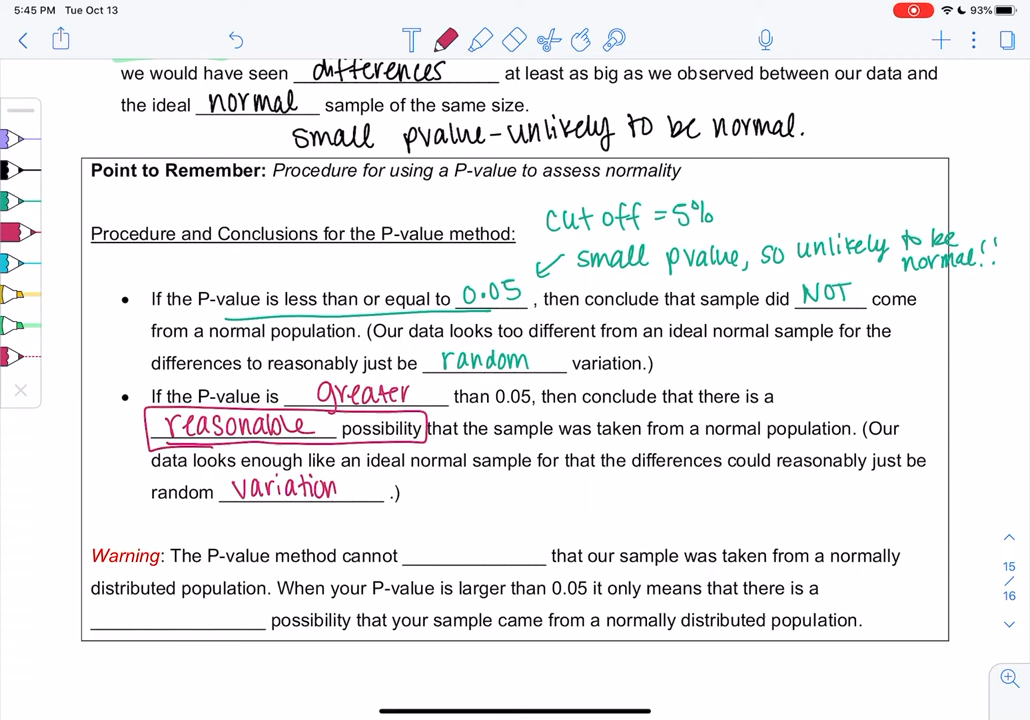 5:45 PM Tue Oct 13
93%
we would have seen differences at least as big as we observed between our data and
the ideal normal sample of the same size.
small pvalue - unlikely to be normal.
Point to Remember: Procedure for using a P-value to assess normality
cut off = 5%
Procedure and Conclusions for the P-value method:
small pvalue, so unlikely to be
normal!!
• If the P-value is less than or equal to 0.05, then conclude that sample did NOT come
from a normal population. (Our data looks too different from an ideal normal sample for the
differences to reasonably just be random variation.)
• If the P-value is greater than 0.05, then conclude that there is a
reasonable possibility that the sample was taken from a normal population. (Our
data looks enough like an ideal normal sample for that the differences could reasonably just be
random variation.)
Warning: The P-value method cannot ________________ that our sample was taken from a normally
distributed population. When your P-value is larger than 0.05 it only means that there is a
___________________ possibility that your sample came from a normally distributed population.
15
/
16